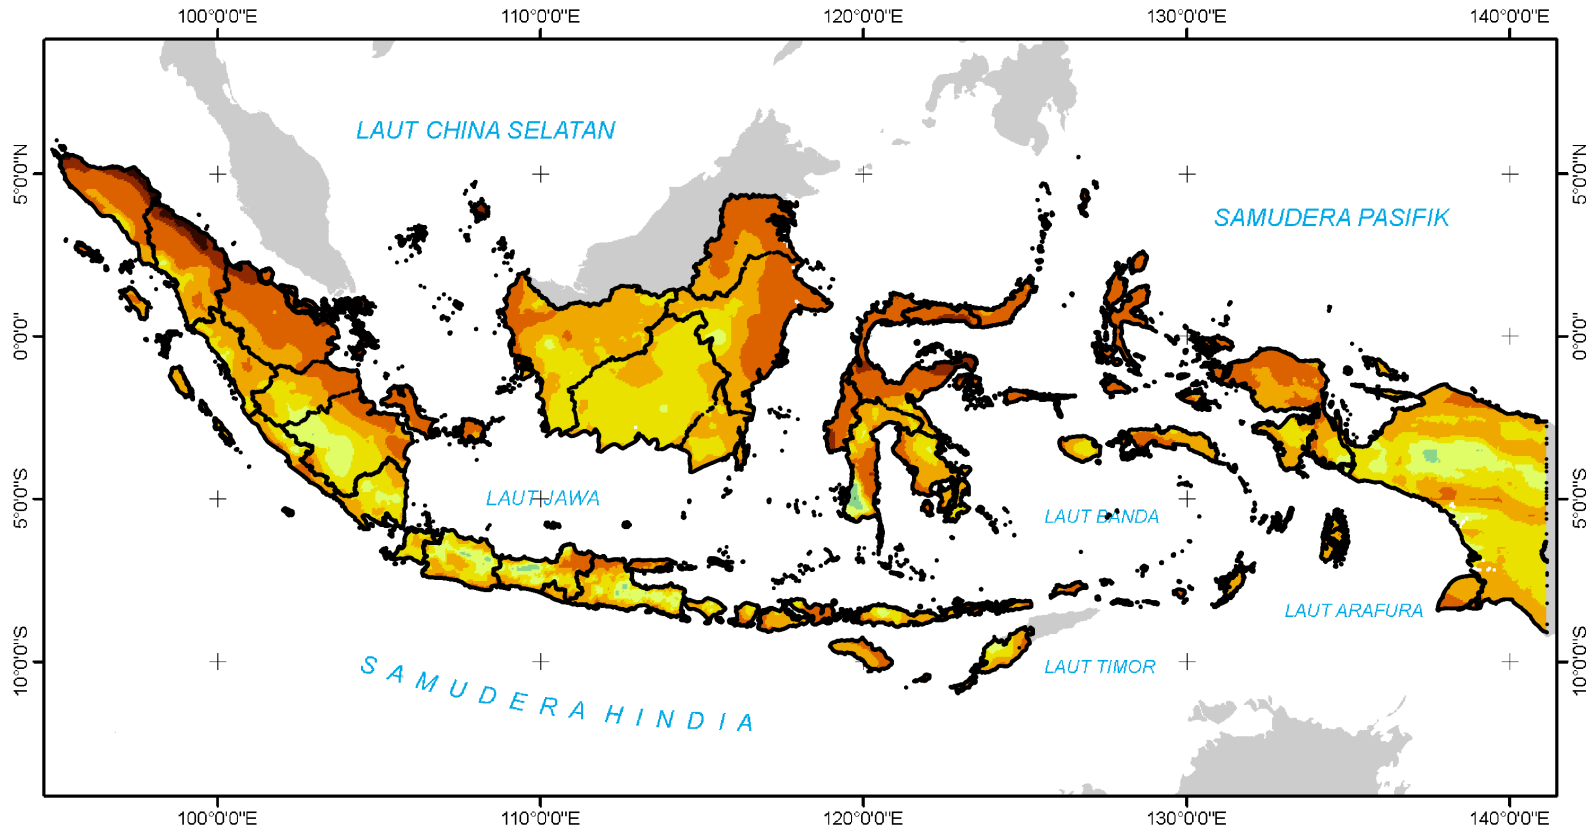 100°0'0"E 110°0'0"E 120°0'0"E 130°0'0"E 140°0'0"E
LAUT CHINA SELATAN
5°0'0"N 5°0'0"N
SAMUDERA PASIFIK
0°0'0" 0°0'0"
LAUT JAWA
5°0'0"S 5°0'0"S
LAUT BANDA
LAUT ARAFURA
10°0'0"S 10°0'0"S
LAUT TIMOR
SAMUDERA HINDIA
100°0'0"E 110°0'0"E 120°0'0"E 130°0'0"E 140°0'0"E